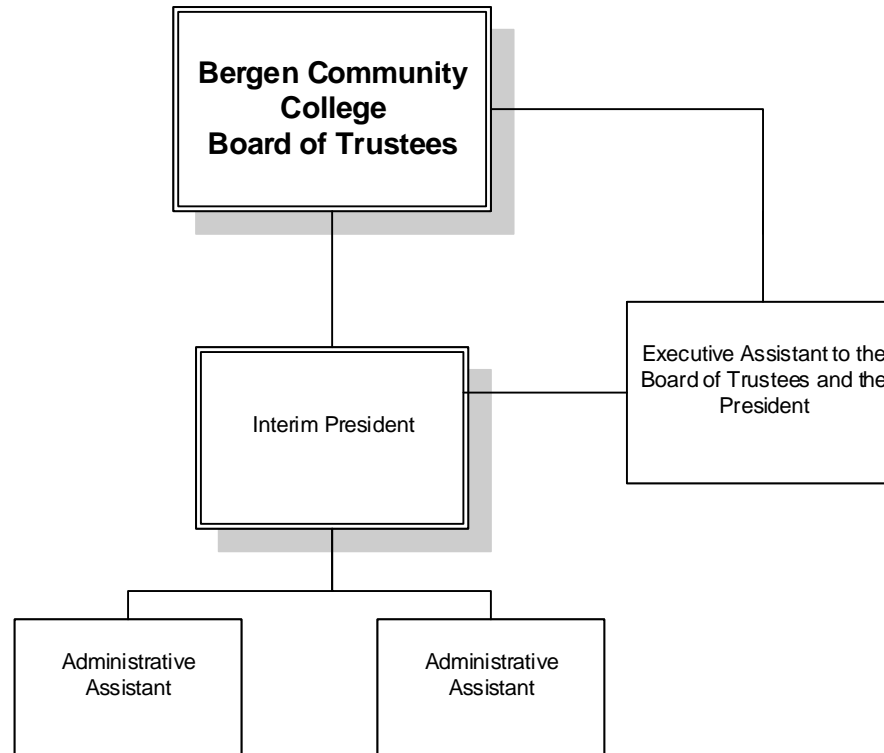 Bergen Community
College
Board of Trustees
Executive Assistant to the
Board of Trustees and the
President
Interim President
Administrative
Assistant
Administrative
Assistant